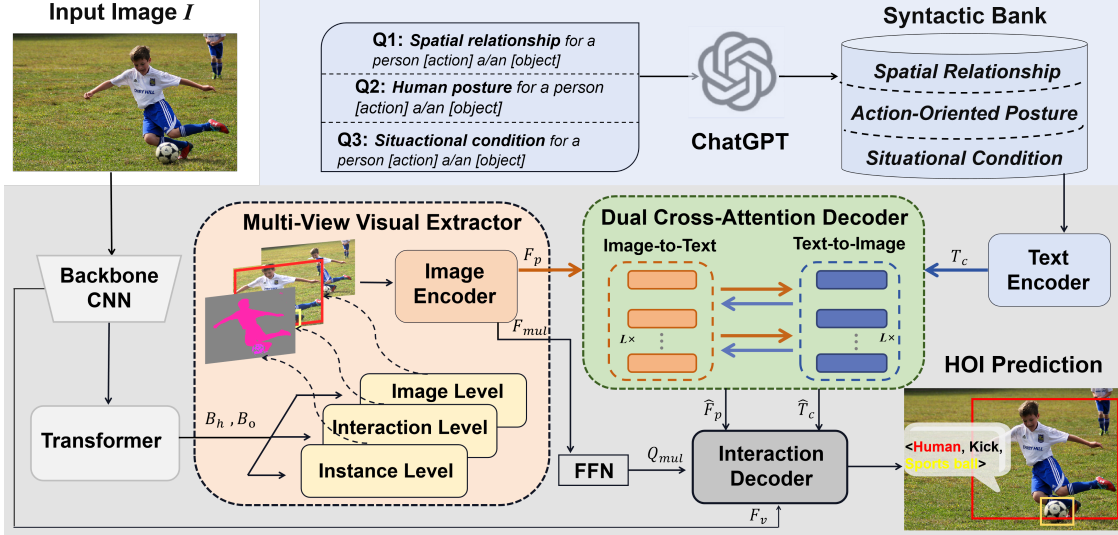 Input Image I
Q1: Spatial relationship for a
person [action] a/an [object]
Q2: Human posture for a person
[action] a/an [object]
Q3: Situactional condition for a
person [action] a/an [object]
ChatGPT
Syntactic Bank
Spatial Relationship
Action-Oriented Posture
Situational Condition
Backbone
CNN
Transformer
B_h , B_o
Multi-View Visual Extractor
Image
Encoder
F_p
F_mul
Image Level
Interaction Level
Instance Level
Dual Cross-Attention Decoder
Image-to-Text
Text-to-Image
L×
L×
T_c
Text
Encoder
F̂_p
T̂_c
FFN
Q_mul
Interaction
Decoder
F_v
HOI Prediction
<Human, Kick,
Sports ball>